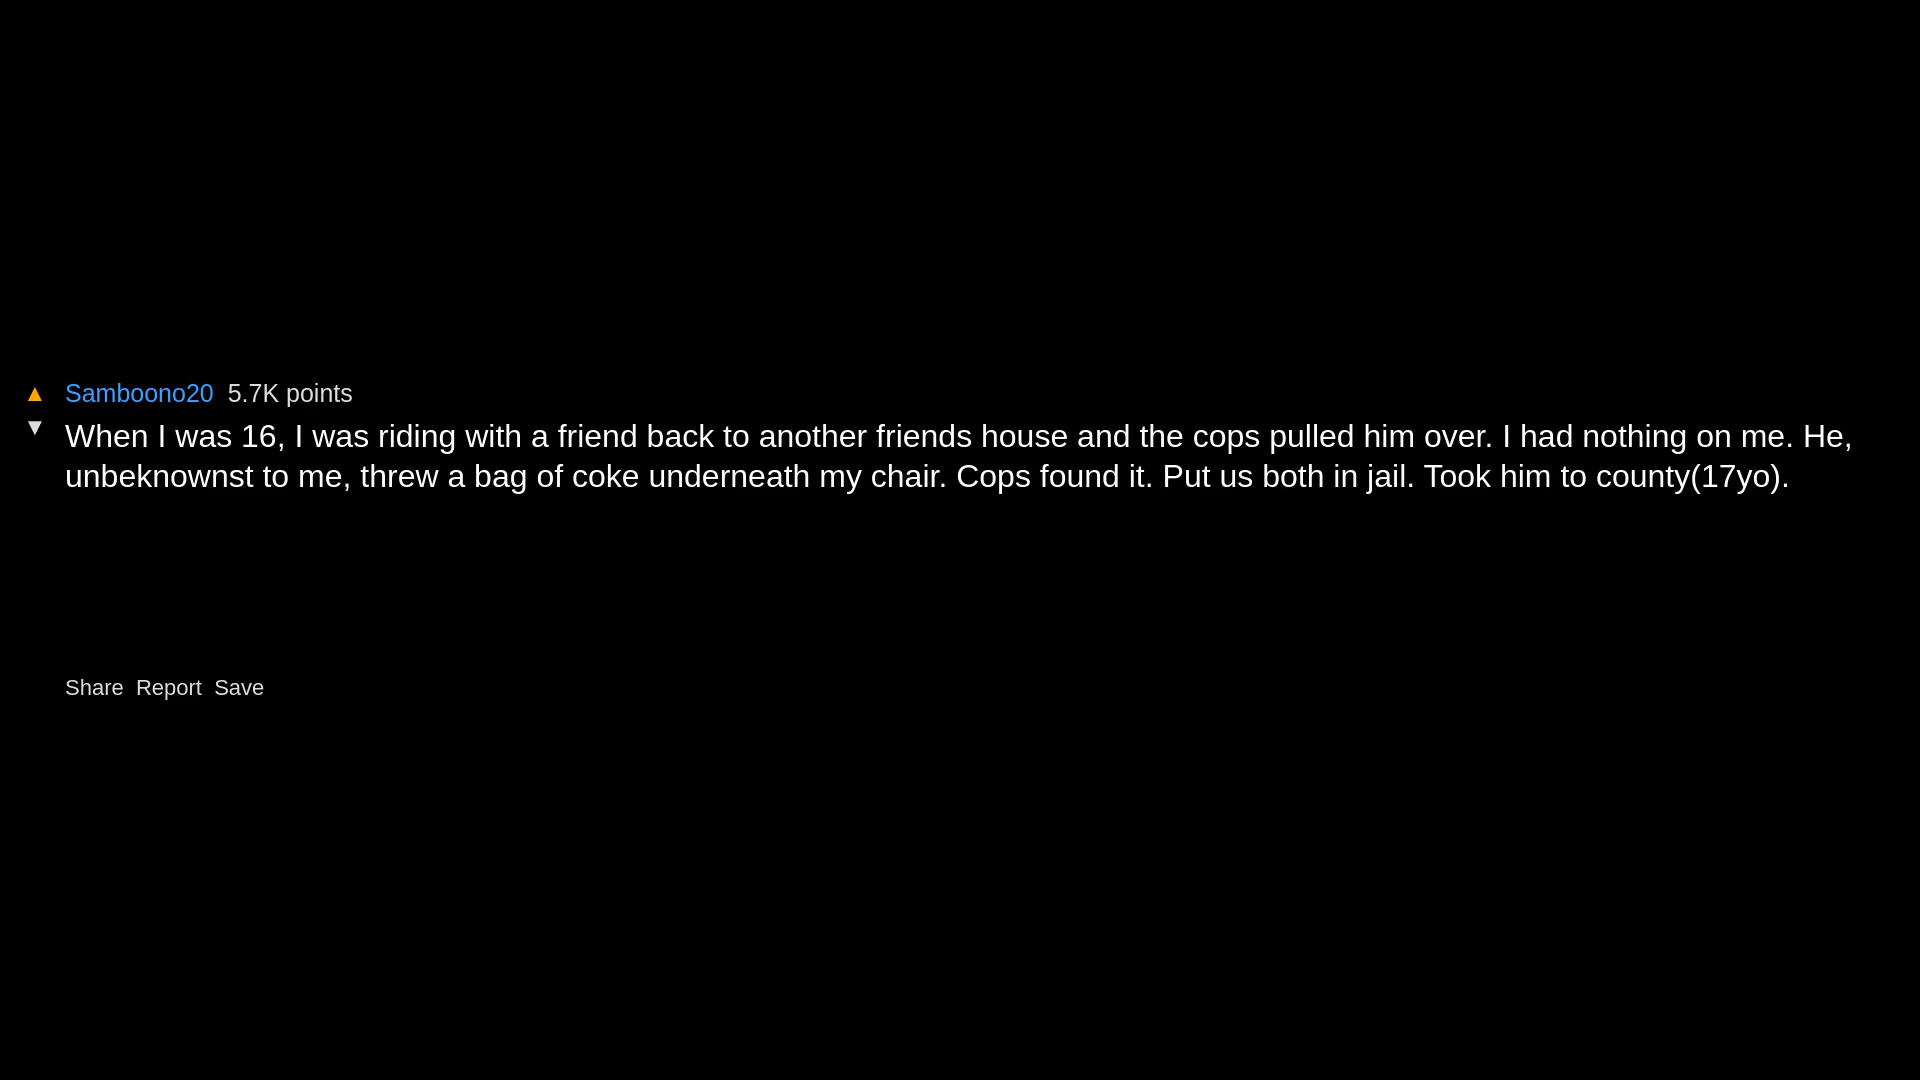 ▲ Samboono20 5.7K points
▼ When I was 16, I was riding with a friend back to another friends house and the cops pulled him over. I had nothing on me. He,
unbeknownst to me, threw a bag of coke underneath my chair. Cops found it. Put us both in jail. Took him to county(17yo).
Share Report Save